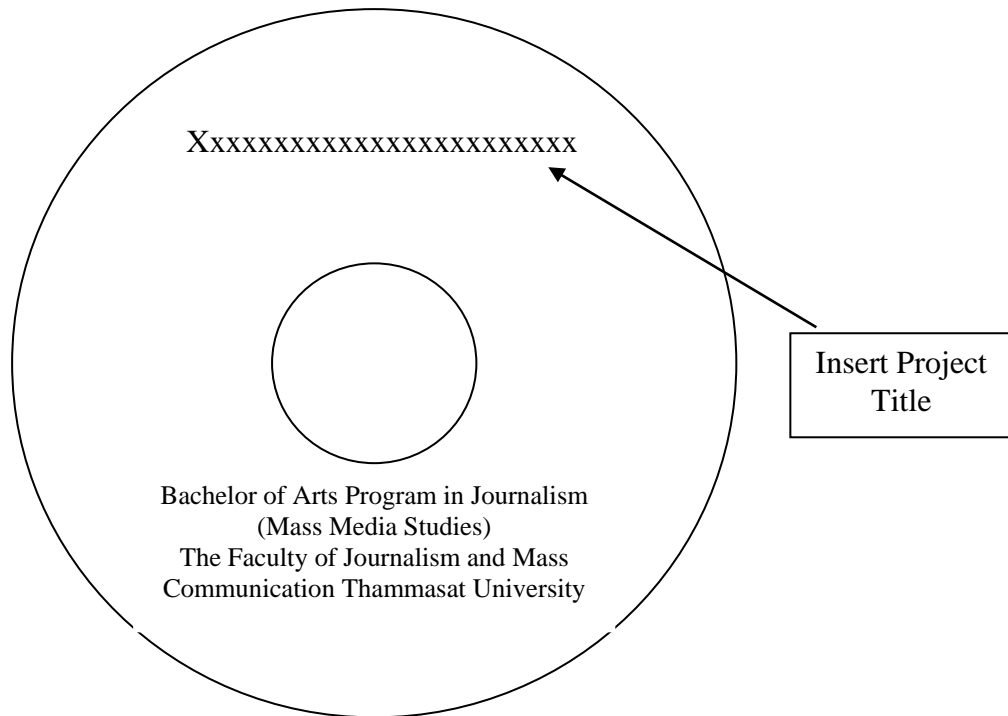 Xxxxxxxxxxxxxxxxxxxxxxxxx
Insert Project
Title
Bachelor of Arts Program in Journalism
(Mass Media Studies)
The Faculty of Journalism and Mass
Communication Thammasat University